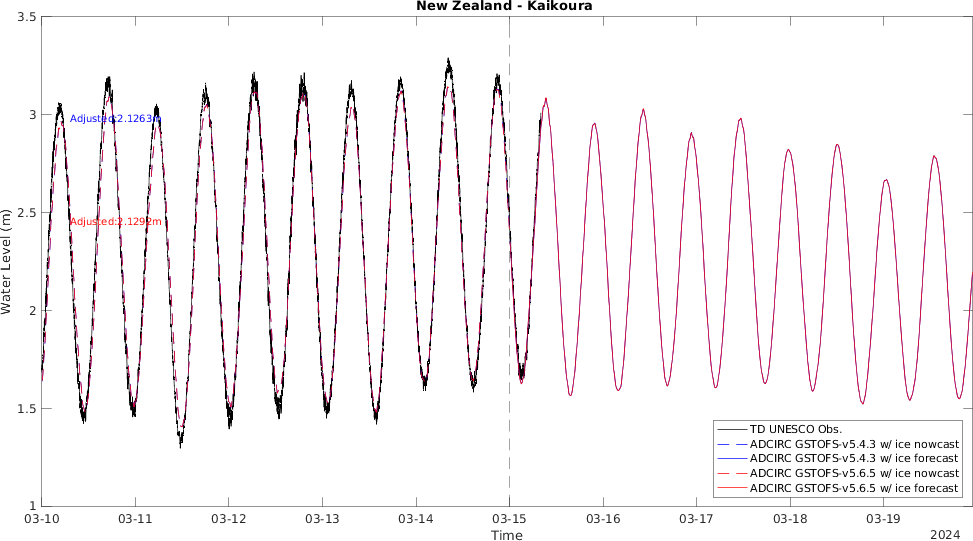 New Zealand - Kaikoura
3.5
3
2.5
2
1.5
1
Water Level (m)
Adjusted:2.1263m
Adjusted:2.1292m
TD UNESCO Obs.
ADCIRC GSTOFS-v5.4.3 w/ ice nowcast
ADCIRC GSTOFS-v5.4.3 w/ ice forecast
ADCIRC GSTOFS-v5.6.5 w/ ice nowcast
ADCIRC GSTOFS-v5.6.5 w/ ice forecast
03-10 03-11 03-12 03-13 03-14 03-15 03-16 03-17 03-18 03-19
Time
2024